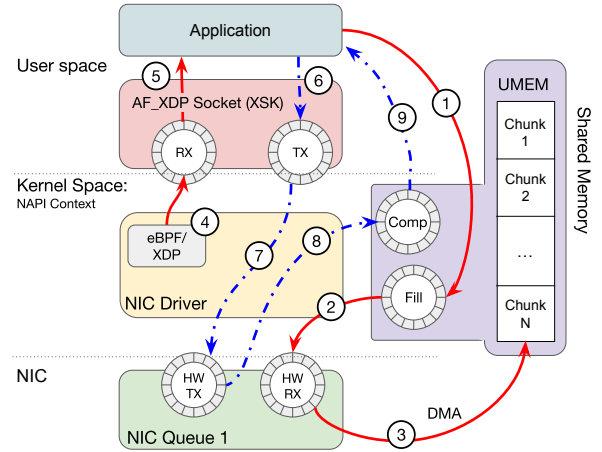 Application
User space
5
6
1
UMEM
AF_XDP Socket (XSK)
9
Chunk
1
RX
TX
Shared Memory
Kernel Space:
NAPI Context
Chunk
2
4
Comp
eBPF/
XDP
7
8
...
NIC Driver
2
Fill
Chunk
N
NIC
HW
TX
HW
RX
DMA
3
NIC Queue 1